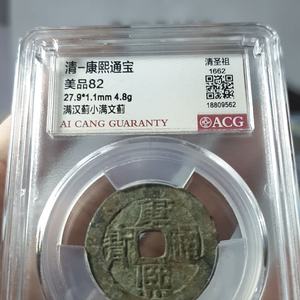 清-康熙通宝
美品82
27.9*1.1mm 4.8g
满汉蓟小满文蓟
AI CANG GUARANTY
清圣祖
1662
18809562
ACG
康熙通寳